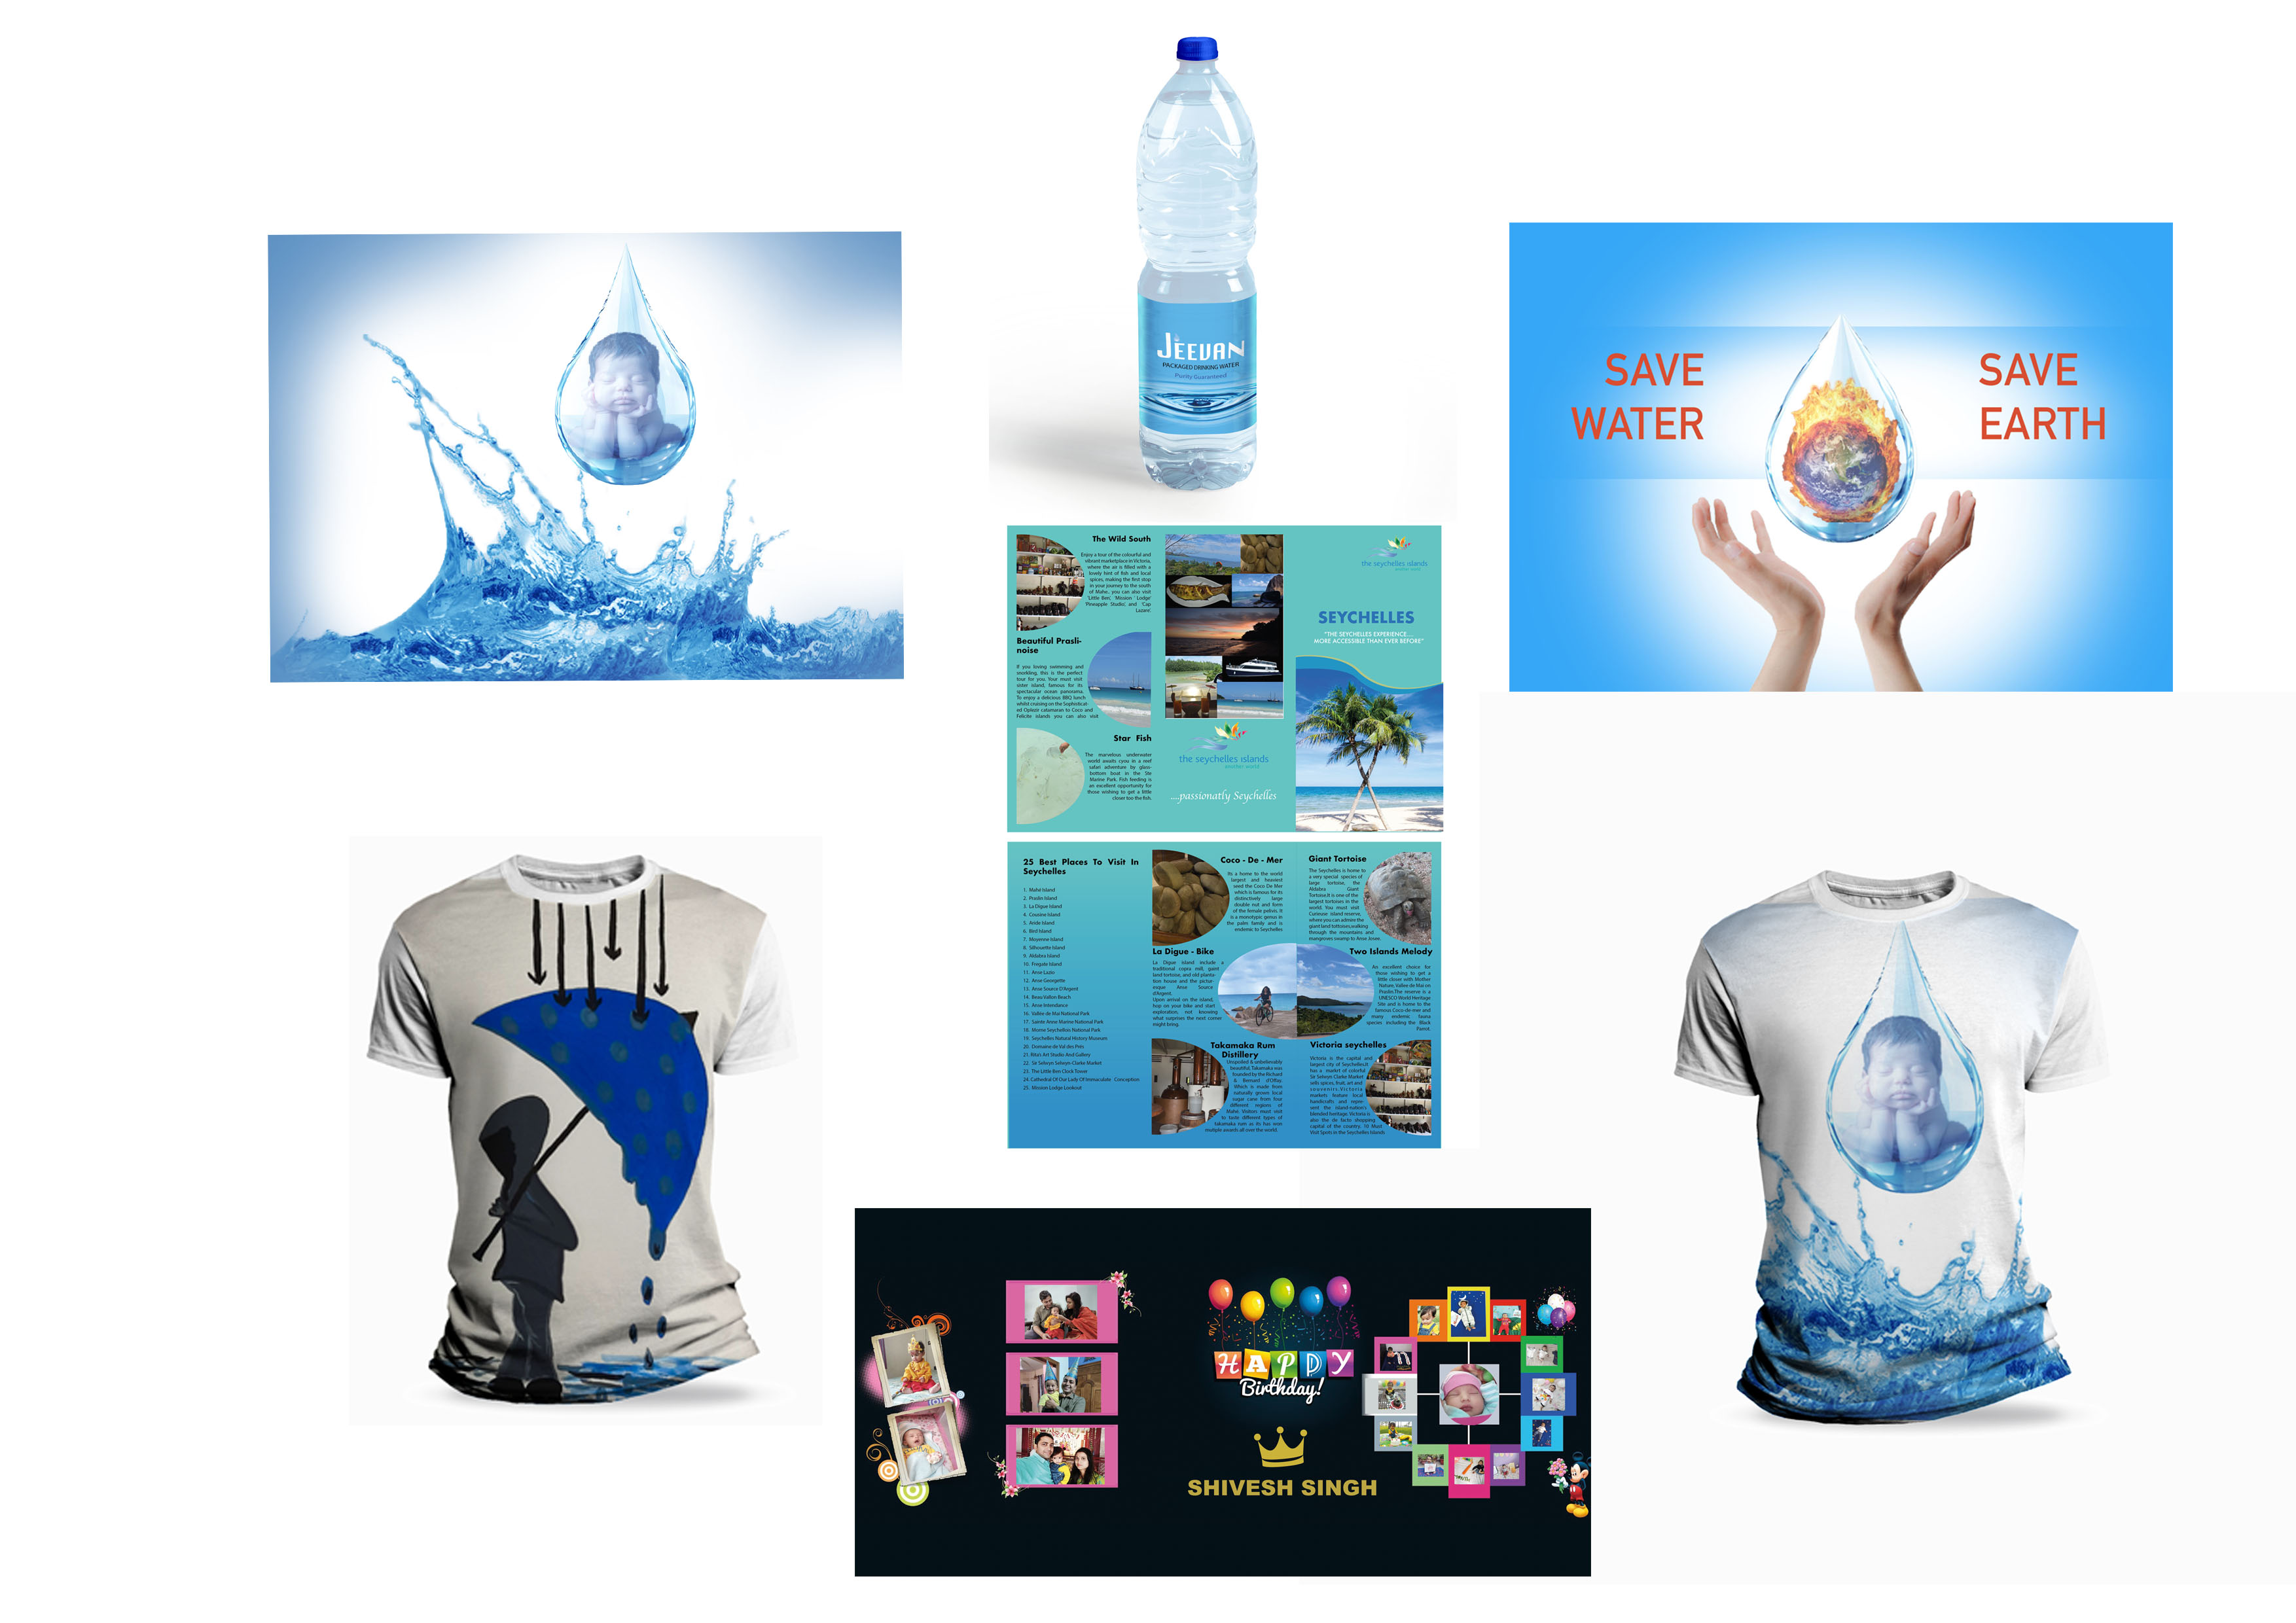 JEEVAN
PACKAGED DRINKING WATER
Purity Guaranteed
SAVE
WATER
SAVE
EARTH
The Wild South
Enjoy a tour of the colourful and
vibrant marketplace in Victoria,
where the air is filled with a
lovely hint of fish and local
spices, making the first stop
in your journey to the south
of Mahe, you can also visit
'Little Ben', 'Mission ' Lodge'
'Pineapple Studio', and 'Cap
Lazare'.
Beautiful Prasli-
noise
If you loving swimming and
snorkling, this is the perfect
tour for you. Your must visit
sister island, famous for its
spectacular ocean panorama.
To enjoy a delicious BBQ lunch
whilst cruising on the Sophisticat-
ed Oplezir catamaran to Coco and
Felicite islands you can also visit
Star Fish
The marvelous underwater
world awaits cyou in a reef
safari adventure by glass-
bottom boat in the Ste
Marine Park. Fish feeding is
an excellent opportunity for
those wishing to get a little
closer too the fish.
the seychelles islands
another world
....passionatly Seychelles
the seychelles islands
another world
SEYCHELLES
"THE SEYCHELLES EXPERIENCE....
MORE ACCESSIBLE THAN EVER BEFORE"
25 Best Places To Visit In
Seychelles
1. Mahé Island
2. Praslin Island
3. La Digue Island
4. Cousine Island
5. Aride Island
6. Bird Island
7. Moyenne Island
8. Silhouette Island
9. Aldabra Island
10. Fregate Island
11. Anse Lazio
12. Anse Georgette
13. Anse Source D'Argent
14. Beau Vallon Beach
15. Anse Intendance
16. Vallée de Mai National Park
17. Sainte Anne Marine National Park
18. Morne Seychellois National Park
19. Seychelles Natural History Museum
20. Domaine de Val des Prés
21. Rita's Art Studio And Gallery
22. Sir Selwyn Selwyn-Clarke Market
23. The Little Ben Clock Tower
24. Cathedral Of Our Lady Of Immaculate Conception
25. Mission Lodge Lookout
Coco - De - Mer
Its a home to the world
largest and heaviest
seed the Coco De Mer
which is famous for its
distinctively large
double nut and form
of the female pelvis. It
is a monotypic genus in
the palm family and is
endemic to Seychelles
La Digue - Bike
La Digue island include a
traditional copra mill, gaint
land tortoise, and old planta-
tion house and the pictur-
esque Anse Source
d'Argent.
Upon arrival on the island,
hop on your bike and start
exploration, not knowing
what surprises the next corner
might bring.
Takamaka Rum
Distillery
Unspoiled & unbelievably
beautiful, Takamaka was
founded by the Richard
& Bernard d'Offay.
Which is made from
naturally grown local
sugar cane from four
different regions of
Mahé. Visitors must visit
to taste different types of
takamaka rum as its has won
multiple awards all over the world.
Giant Tortoise
The Seychelles is home to
a very special species of
large tortoise, the
Aldabra Giant
Tortoise.It is one of the
largest tortoises in the
world. You must visit
Curieuse island reserve,
where you can admire the
giant land tortoises,walking
through the mountains and
mangroves swamp to Anse Josee.
Two Islands Melody
An excellent choice for
those wishing to get a
little closer with Mother
Nature. Vallee de Mai on
Praslin.The reserve is a
UNESCO World Heritage
Site and is home to the
famous Coco-de-mer and
many endemic fauna
species including the Black
Parrot.
Victoria seychelles
Victoria is the capital and
largest city of Seychelles.It
has a market of colorful
Sir Selwyn Clarke Market
sells spices, fruit, art and
souvenirs. Victoria
markets feature local
handicrafts and repre-
sent the island nation's
blended heritage. Victoria is
also the de facto shopping
capital of the country. 10 Must
Visit Spots in the Seychelles Islands
HAPPY
Birthday!
SHIVESH SINGH